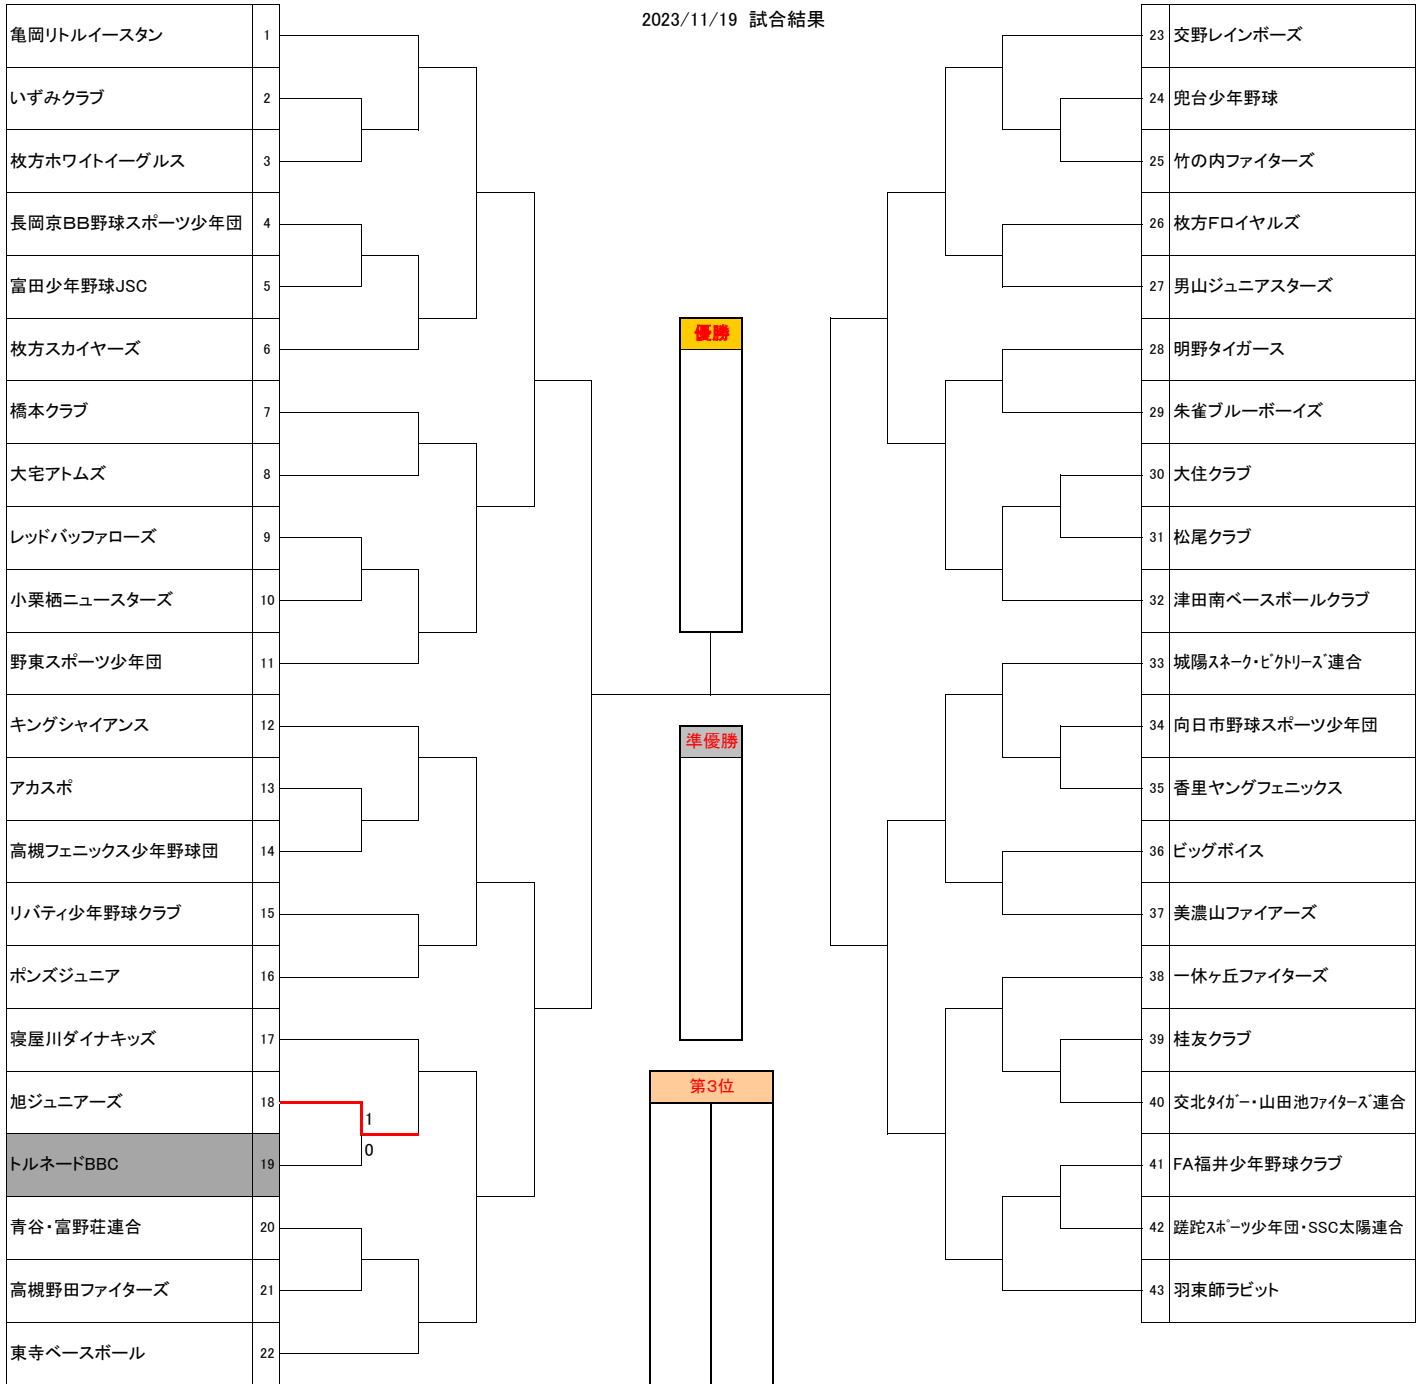 2023/11/19 試合結果
亀岡リトルイースタン 1
いずみクラブ 2
枚方ホワイトイーグルス 3
長岡京BB野球スポーツ少年団 4
富田少年野球JSC 5
枚方スカイヤーズ 6
橋本クラブ 7
大宅アトムズ 8
レッドバッファローズ 9
小栗栖ニュースターズ 10
野東スポーツ少年団 11
キングシャイアンス 12
アカスポ 13
高槻フェニックス少年野球団 14
リバティ少年野球クラブ 15
ポンズジュニア 16
寝屋川ダイナキッズ 17
旭ジュニアーズ 18
1
0
トルネードBBC 19
青谷・富野荘連合 20
高槻野田ファイターズ 21
東寺ベースボール 22
優勝
準優勝
第3位
23 交野レインボーズ
24 兜台少年野球
25 竹の内ファイターズ
26 枚方Fロイヤルズ
27 男山ジュニアスターズ
28 明野タイガース
29 朱雀ブルーボーイズ
30 大住クラブ
31 松尾クラブ
32 津田南ベースボールクラブ
33 城陽ｽﾈｰｸ・ﾋﾞｸﾄﾘｰｽﾞ連合
34 向日市野球スポーツ少年団
35 香里ヤングフェニックス
36 ビッグボイス
37 美濃山ファイアーズ
38 一休ヶ丘ファイターズ
39 桂友クラブ
40 交北ﾀｲｶﾞｰ・山田池ﾌｧｲﾀｰｽﾞ連合
41 FA福井少年野球クラブ
42 蹉跎ｽﾎﾟｰﾂ少年団・SSC太陽連合
43 羽束師ラビット